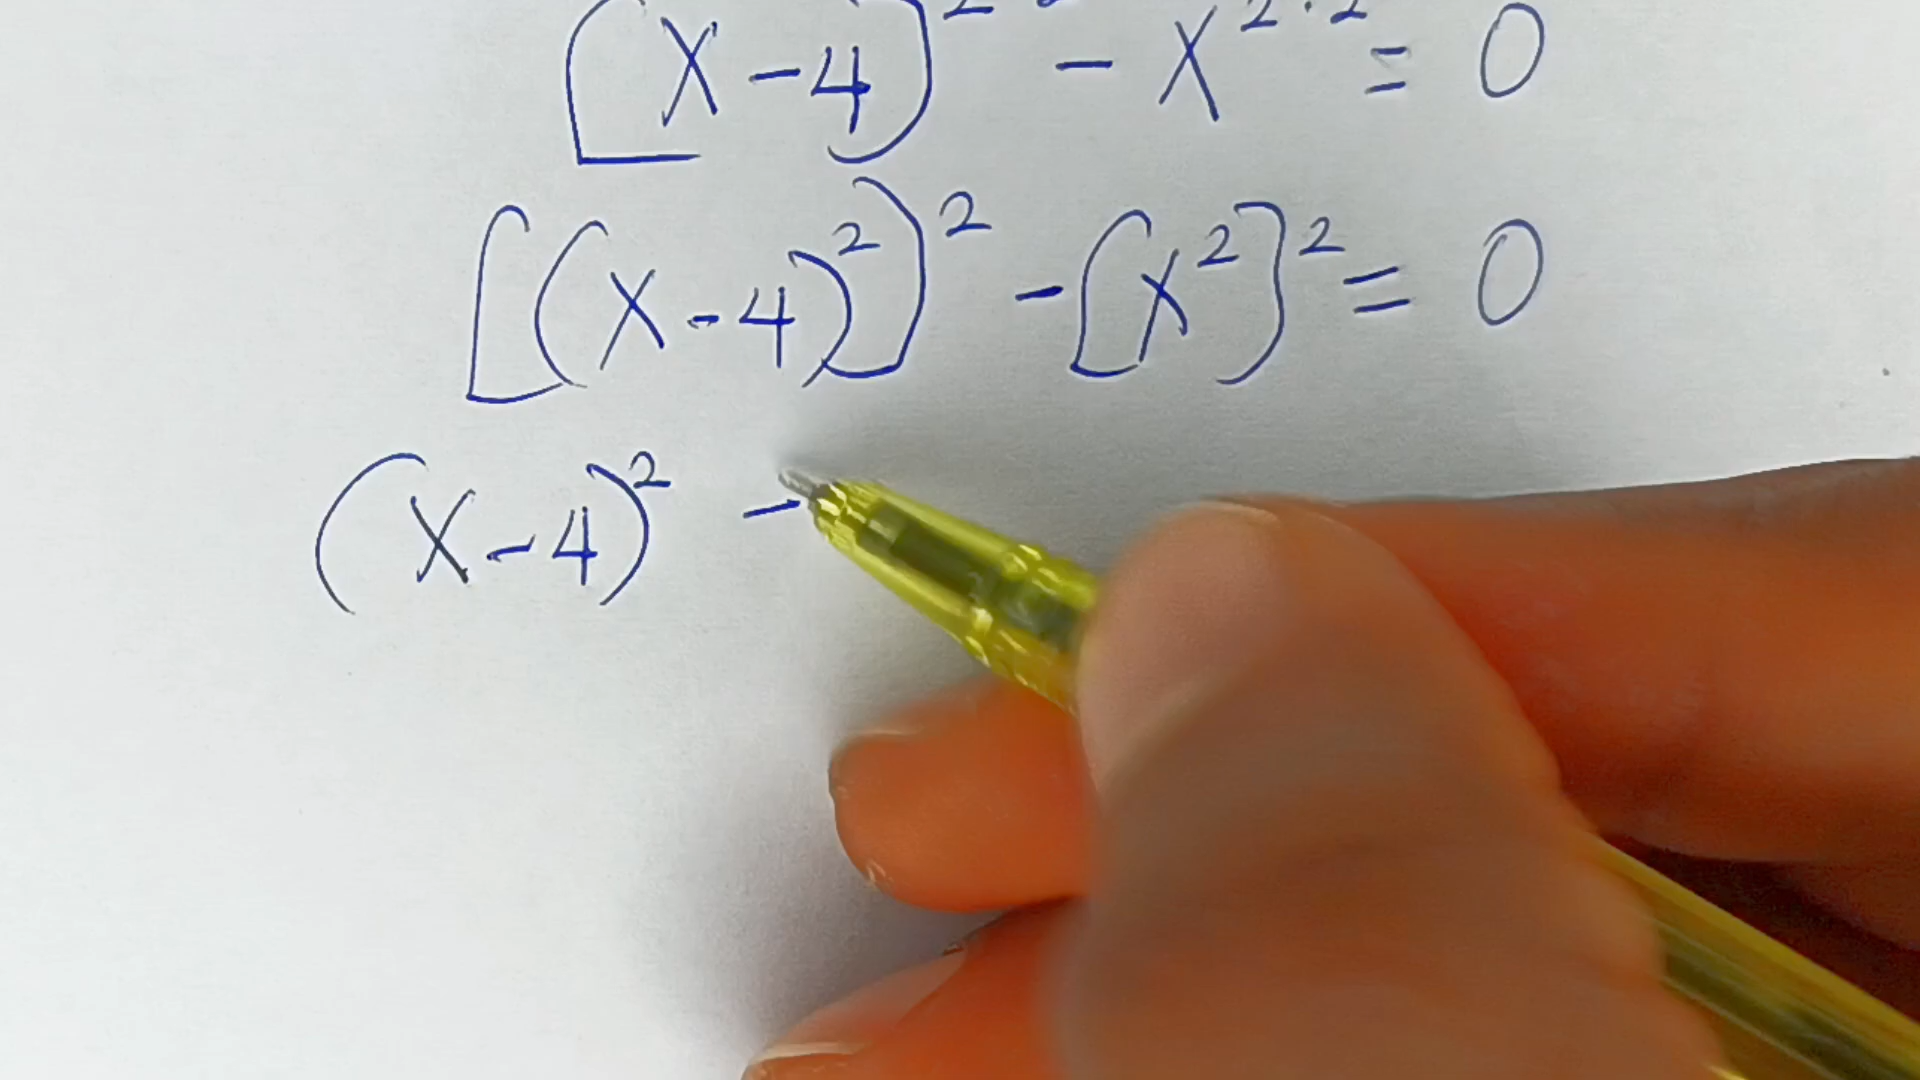 (x-4)^2·2 - x^2·2 = 0
[(x-4)^2]^2 - [x^2]^2 = 0
(x-4)^2 -